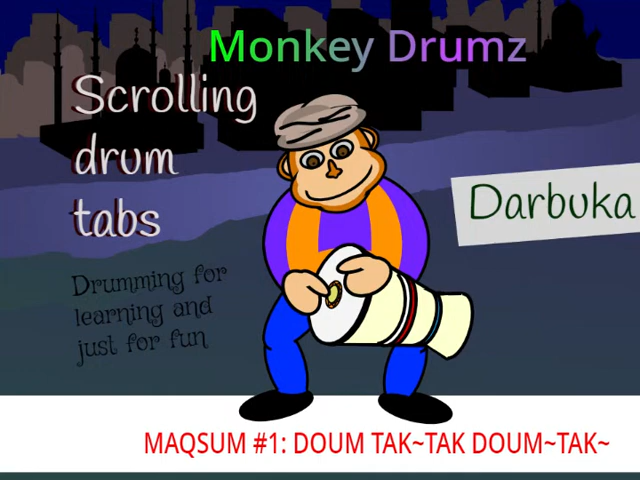 Monkey Drumz
Scrolling
drum
tabs
Darbuka
Drumming for
learning and
just for fun
MAQSUM #1: DOUM TAK~TAK DOUM~TAK~